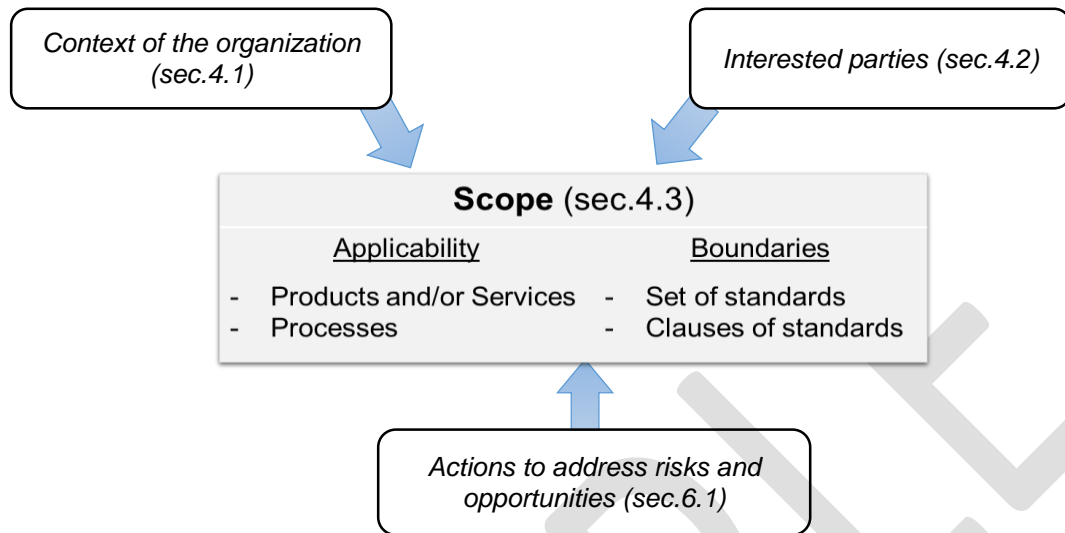 Context of the organization
(sec.4.1)
Interested parties (sec.4.2)
Scope (sec.4.3)
Applicability
- Products and/or Services
- Processes
Boundaries
- Set of standards
- Clauses of standards
Actions to address risks and
opportunities (sec.6.1)